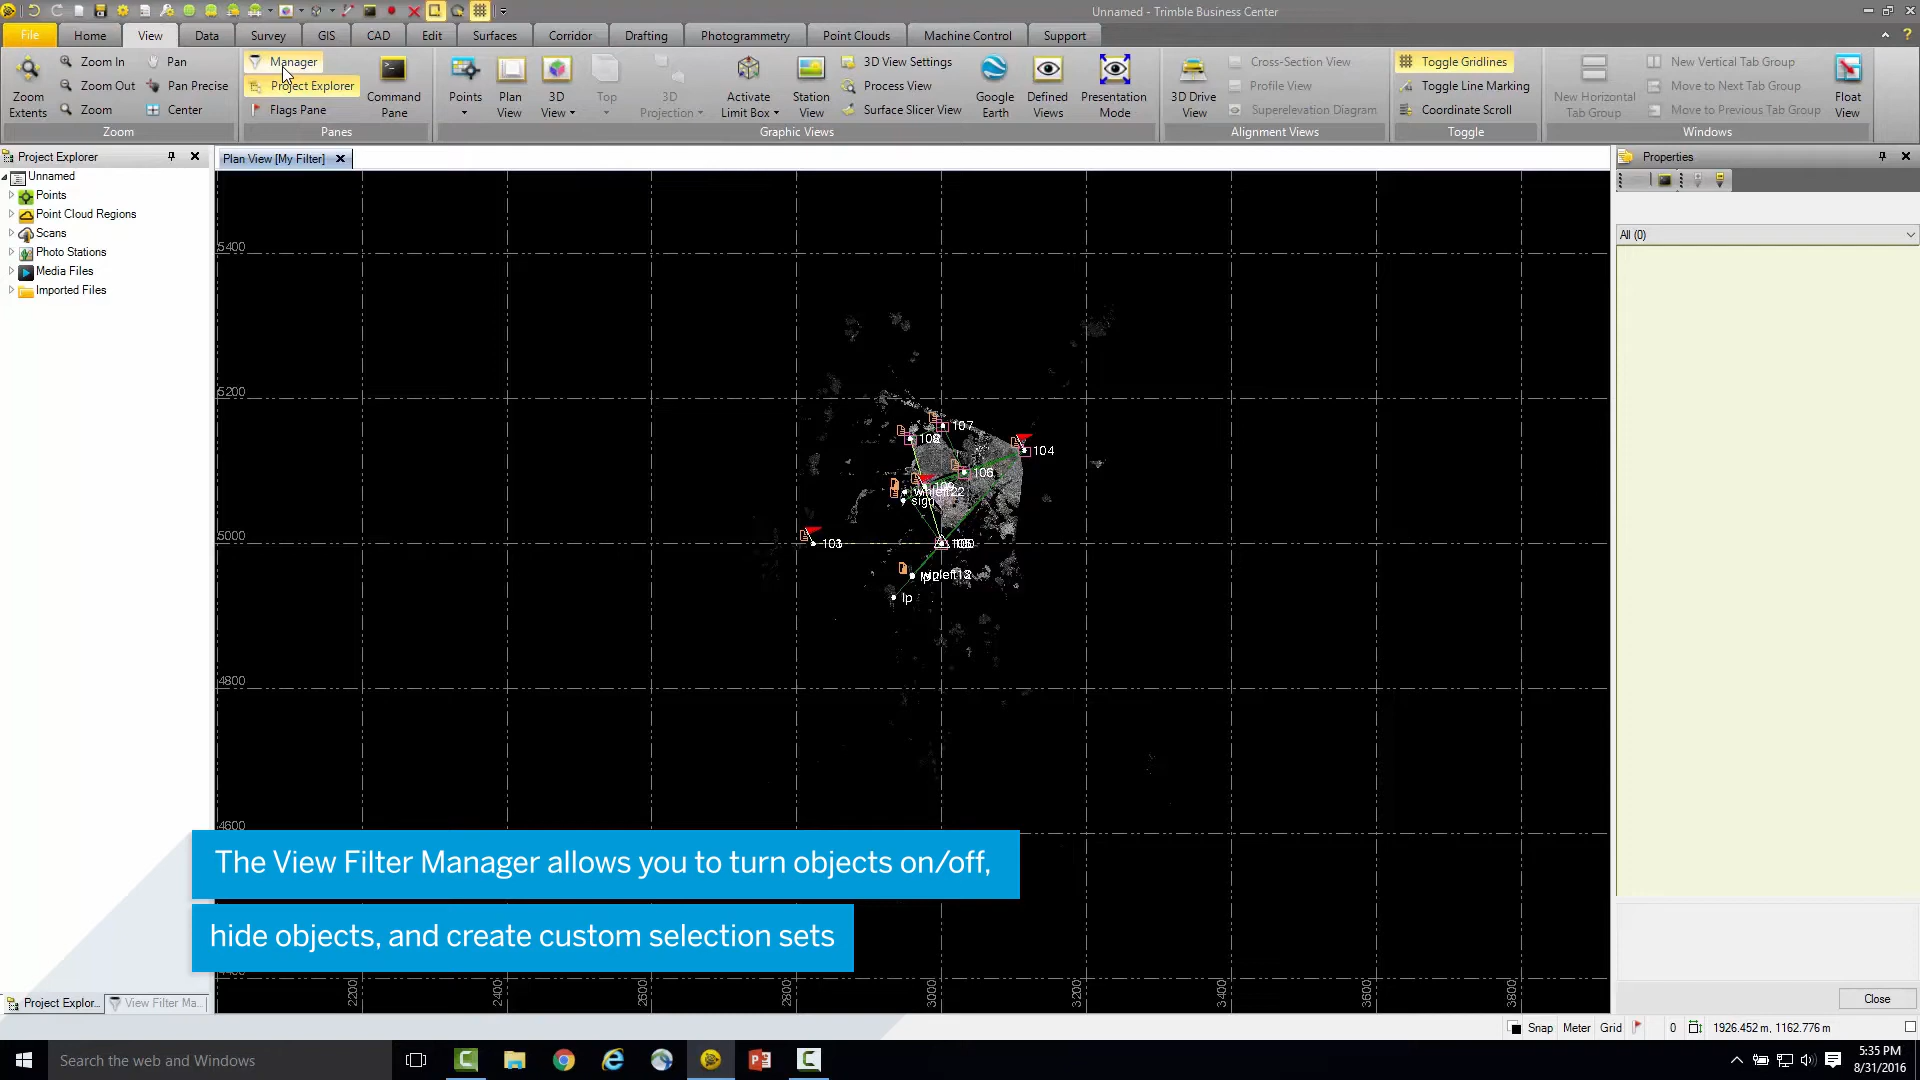 Unnamed - Trimble Business Center
File Home View Data Survey GIS CAD Edit Surfaces Corridor Drafting Photogrammetry Point Clouds Machine Control Support
Zoom Extents
Zoom In
Zoom Out
Zoom
Pan
Pan Precise
Center
Zoom
Manager
Project Explorer
Flags Pane
Command Pane
Panes
Points
Plan View
3D View
Top
3D Projection
Activate Limit Box
Station View
3D View Settings
Process View
Surface Slicer View
Google Earth
Defined Views
Presentation Mode
Graphic Views
3D Drive View
Cross-Section View
Profile View
Superelevation Diagram
Alignment Views
Toggle Gridlines
Toggle Line Marking
Coordinate Scroll
Toggle
New Horizontal Tab Group
New Vertical Tab Group
Move to Next Tab Group
Move to Previous Tab Group
Float View
Windows
Project Explorer
Unnamed
Points
Point Cloud Regions
Scans
Photo Stations
Media Files
Imported Files
Plan View [My Filter]
Properties
All (0)
5400
5200
5000
4800
4600
107
104
106
sign
lp
2200 2400 2600 2800 3000 3200 3400 3600 3800
The View Filter Manager allows you to turn objects on/off,
hide objects, and create custom selection sets
Project Explor... View Filter Ma...
Close
Snap Meter Grid 0 1926.452 m, 1162.776 m
Search the web and Windows
5:35 PM
8/31/2016